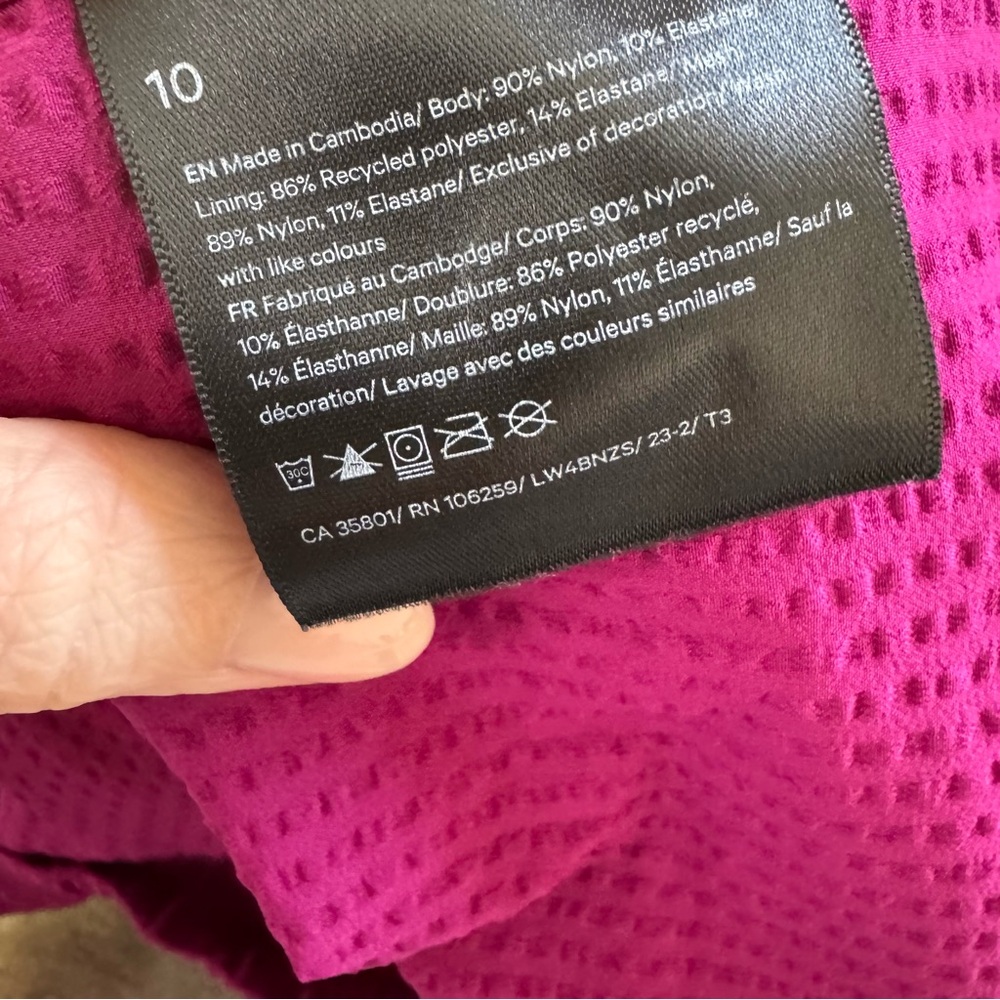 10
EN Made in Cambodia/ Body: 90% Nylon, 10% Elastane/
Lining: 86% Recycled polyester, 14% Elastane/ Mesh:
89% Nylon, 11% Elastane/ Exclusive of decoration/ Wash
with like colours
FR Fabriqué au Cambodge/ Corps: 90% Nylon,
10% Élasthanne/ Doublure: 86% Polyester recyclé,
14% Élasthanne/ Maille: 89% Nylon, 11% Élasthanne/ Sauf la
décoration/ Lavage avec des couleurs similaires
30C
CA 35801/ RN 106259/ LW4BNZS/ 23-2/ T3